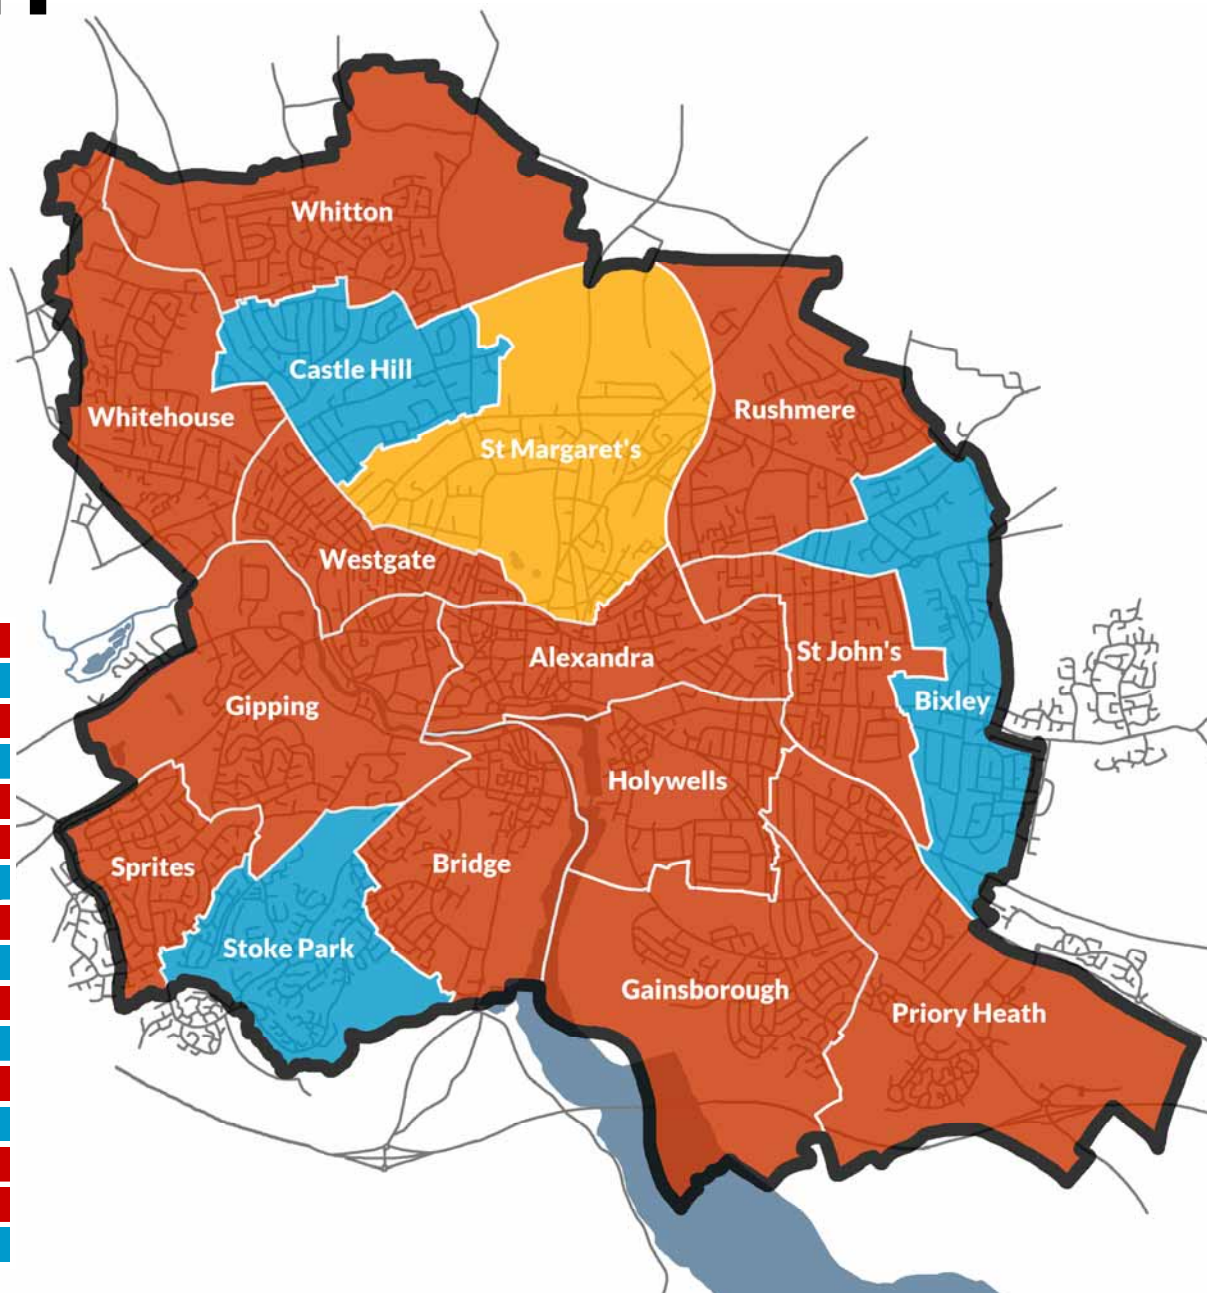 Whitton
Castle Hill
Whitehouse
Rushmere
St Margaret's
Westgate
Alexandra
St John's
Gipping
Bixley
Holywells
Sprites
Bridge
Stoke Park
Gainsborough
Priory Heath